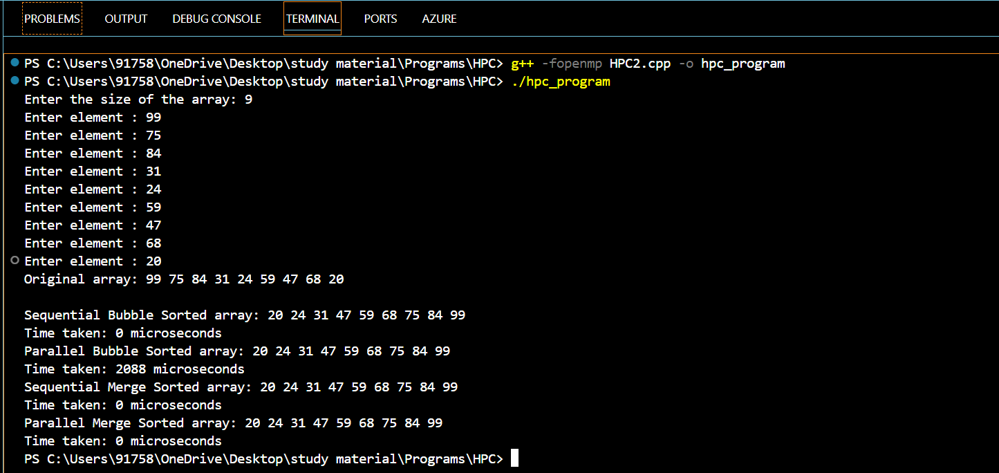 PROBLEMS OUTPUT DEBUG CONSOLE TERMINAL PORTS AZURE
PS C:\Users\91758\OneDrive\Desktop\study material\Programs\HPC> g++ -fopenmp HPC2.cpp -o hpc_program
PS C:\Users\91758\OneDrive\Desktop\study material\Programs\HPC> ./hpc_program
Enter the size of the array: 9
Enter element : 99
Enter element : 75
Enter element : 84
Enter element : 31
Enter element : 24
Enter element : 59
Enter element : 47
Enter element : 68
Enter element : 20
Original array: 99 75 84 31 24 59 47 68 20
Sequential Bubble Sorted array: 20 24 31 47 59 68 75 84 99
Time taken: 0 microseconds
Parallel Bubble Sorted array: 20 24 31 47 59 68 75 84 99
Time taken: 2088 microseconds
Sequential Merge Sorted array: 20 24 31 47 59 68 75 84 99
Time taken: 0 microseconds
Parallel Merge Sorted array: 20 24 31 47 59 68 75 84 99
Time taken: 0 microseconds
PS C:\Users\91758\OneDrive\Desktop\study material\Programs\HPC>